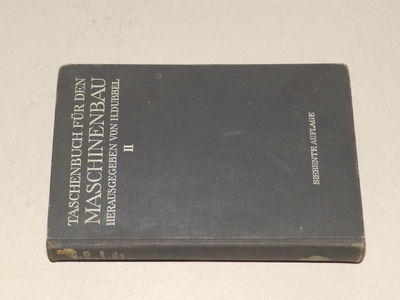 TASCHENBUCH FÜR DEN
MASCHINENBAU
HERAUSGEGEBEN VON H. DUBBEL
II
SIEBENTE AUFLAGE